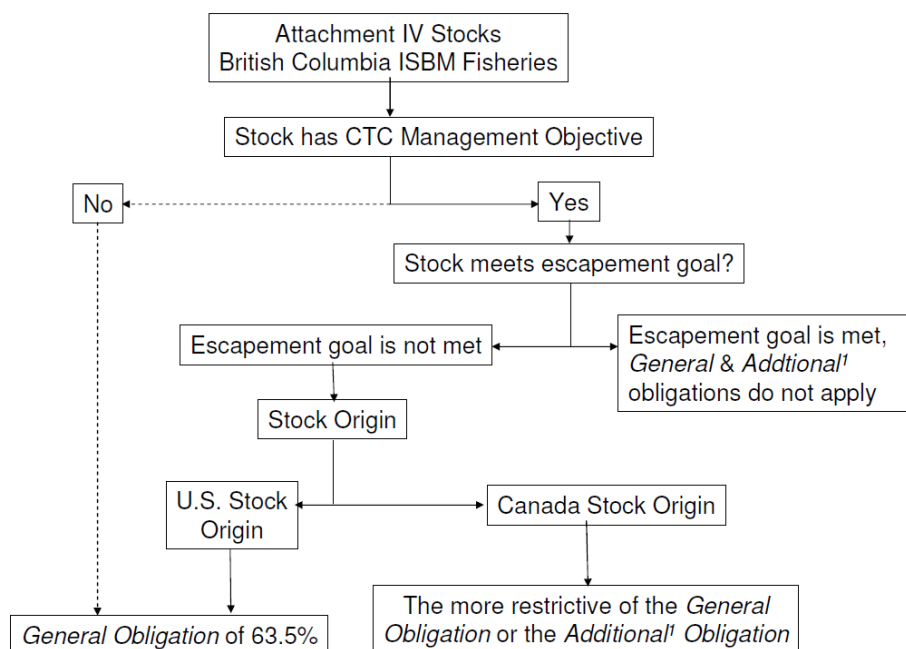 Attachment IV Stocks
British Columbia ISBM Fisheries
Stock has CTC Management Objective
No
Yes
Stock meets escapement goal?
Escapement goal is not met
Escapement goal is met,
General & Addtional¹
obligations do not apply
Stock Origin
U.S. Stock
Origin
Canada Stock Origin
General Obligation of 63.5%
The more restrictive of the General
Obligation or the Additional¹ Obligation